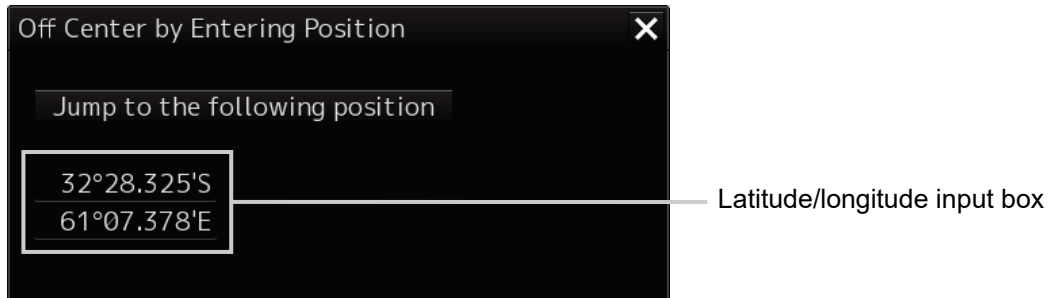 Off Center by Entering Position
Jump to the following position
32°28.325'S
61°07.378'E
Latitude/longitude input box